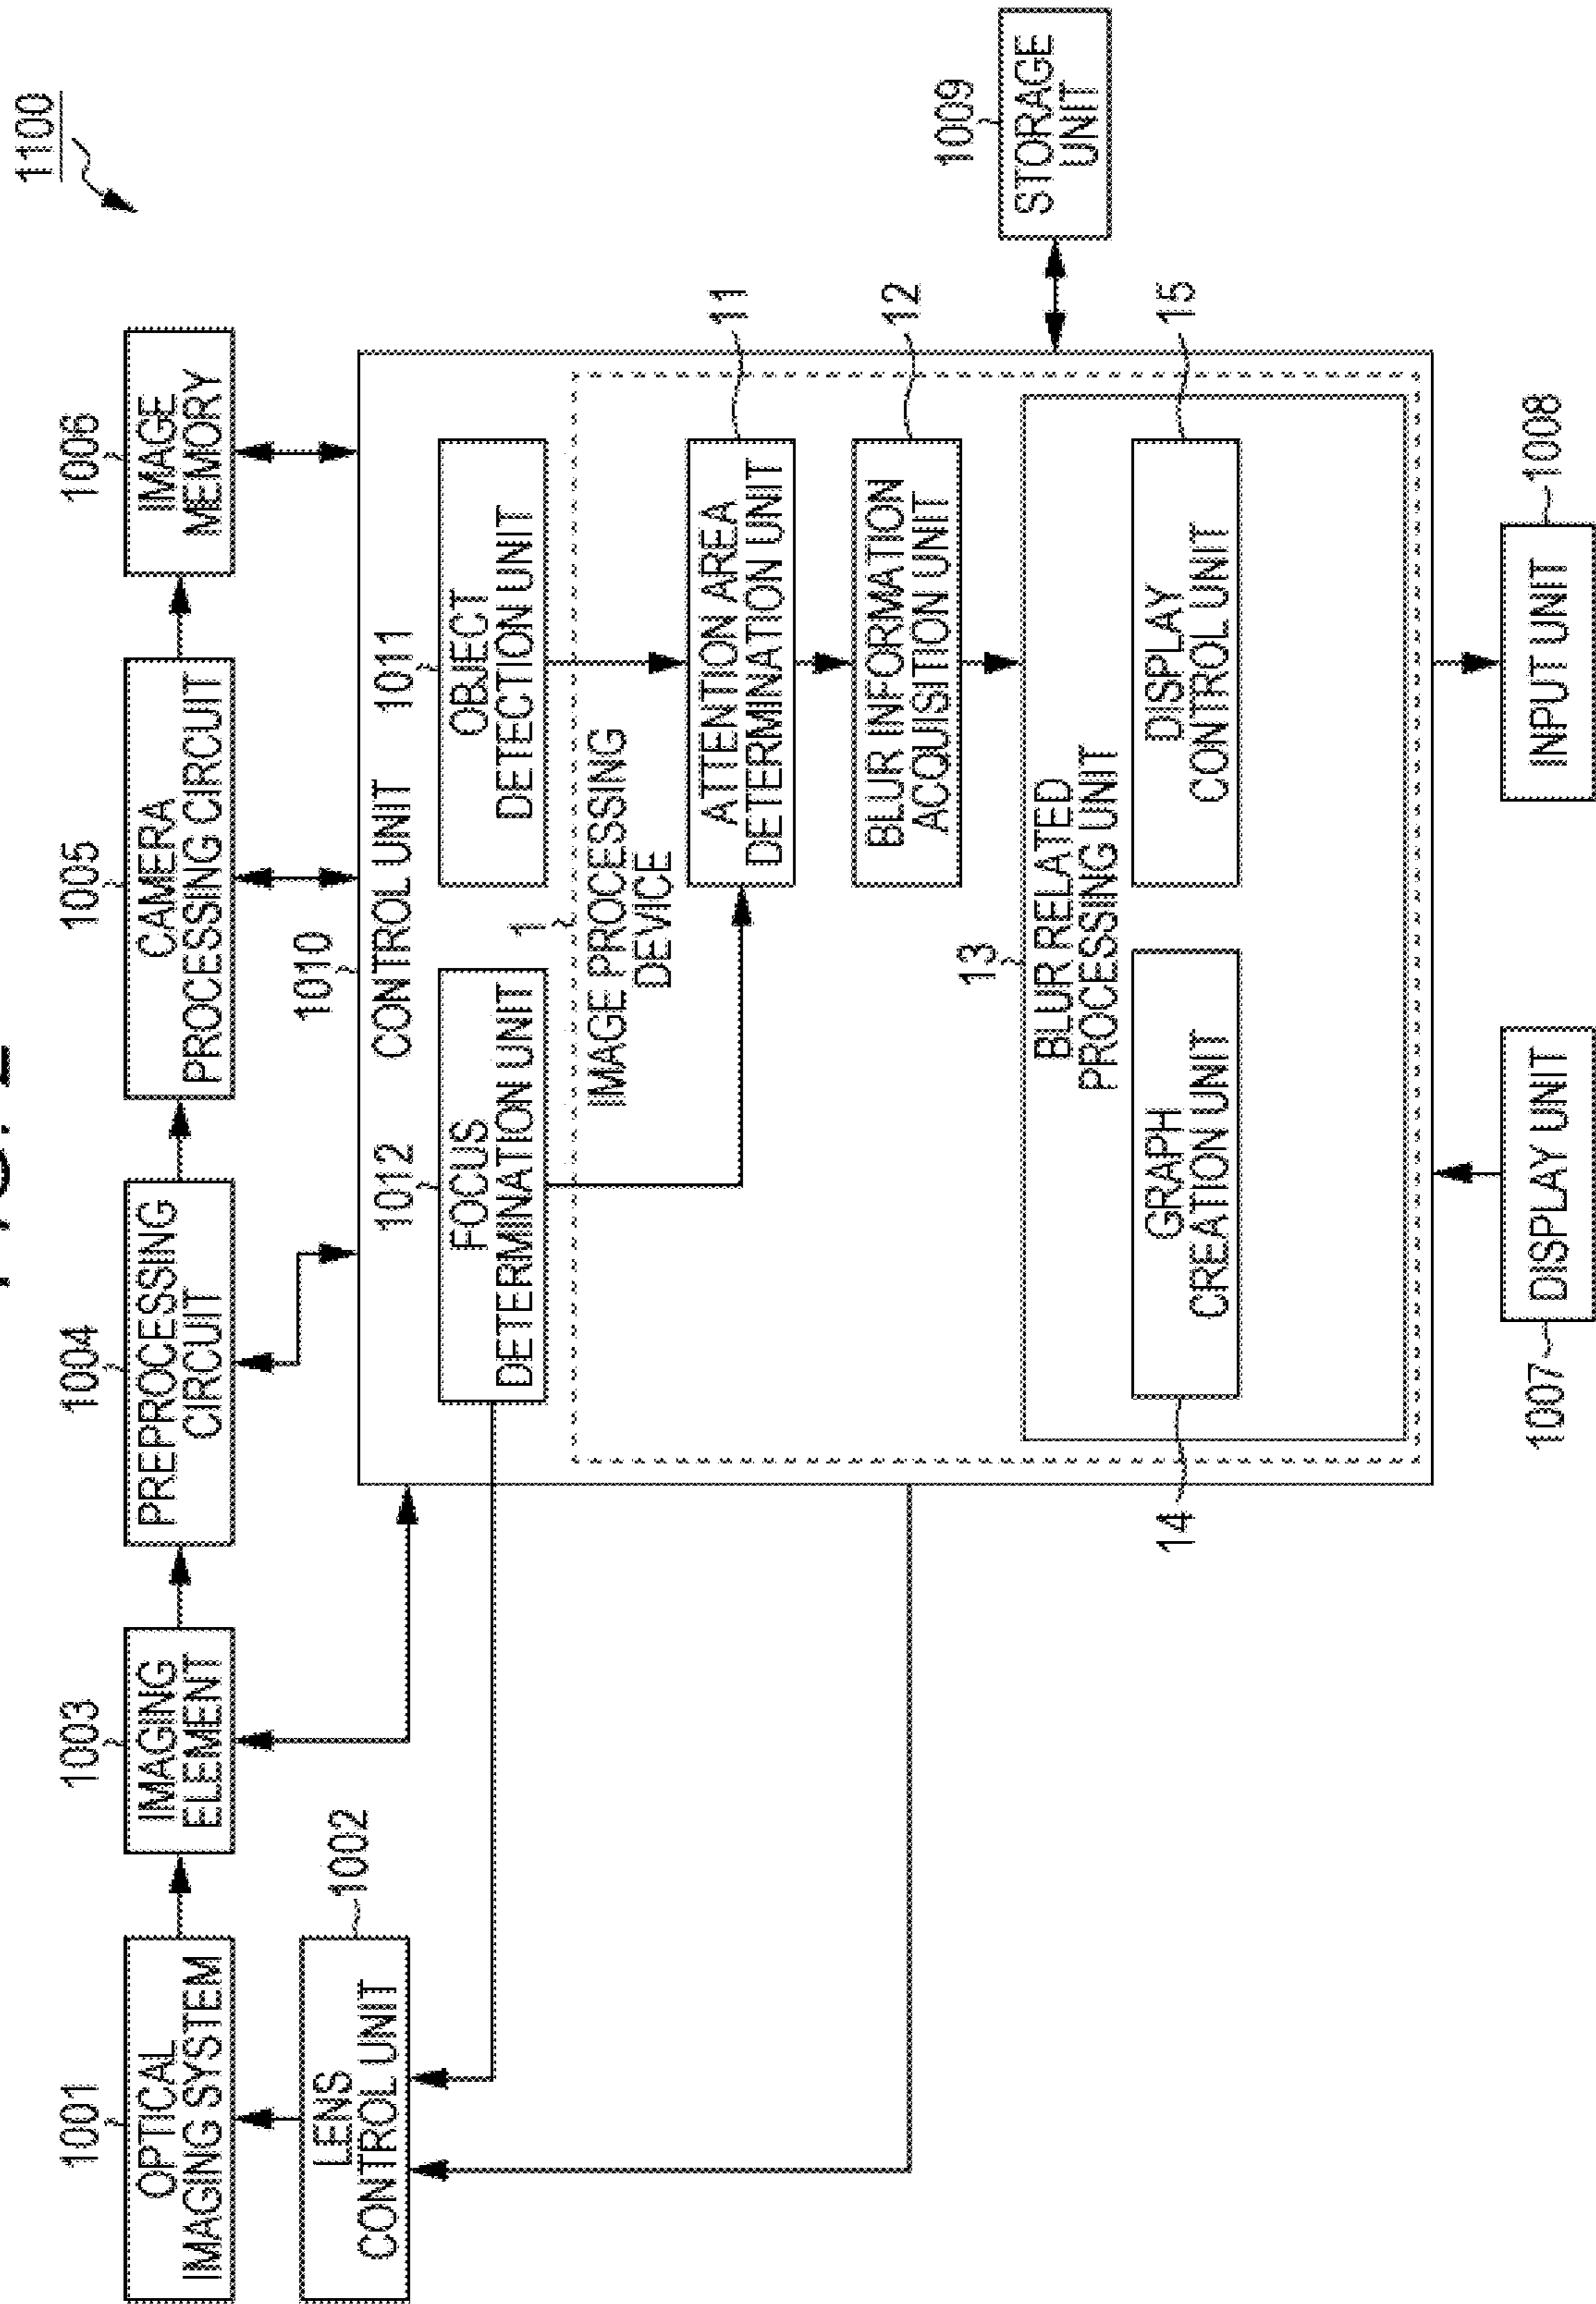 1100
1001
OPTICAL
IMAGING SYSTEM
1003
IMAGING
ELEMENT
1004
PREPROCESSING
CIRCUIT
1005
CAMERA
PROCESSING CIRCUIT
1006
IMAGE
MEMORY
1002
LENS
CONTROL UNIT
1010
CONTROL UNIT
1012
FOCUS
DETERMINATION UNIT
1011
OBJECT
DETECTION UNIT
1
IMAGE PROCESSING
DEVICE
ATTENTION AREA
DETERMINATION UNIT
11
BLUR INFORMATION
ACQUISITION UNIT
12
13
BLUR RELATED
PROCESSING UNIT
14
GRAPH
CREATION UNIT
DISPLAY
CONTROL UNIT
15
1009
STORAGE
UNIT
1007
DISPLAY UNIT
INPUT UNIT
1008